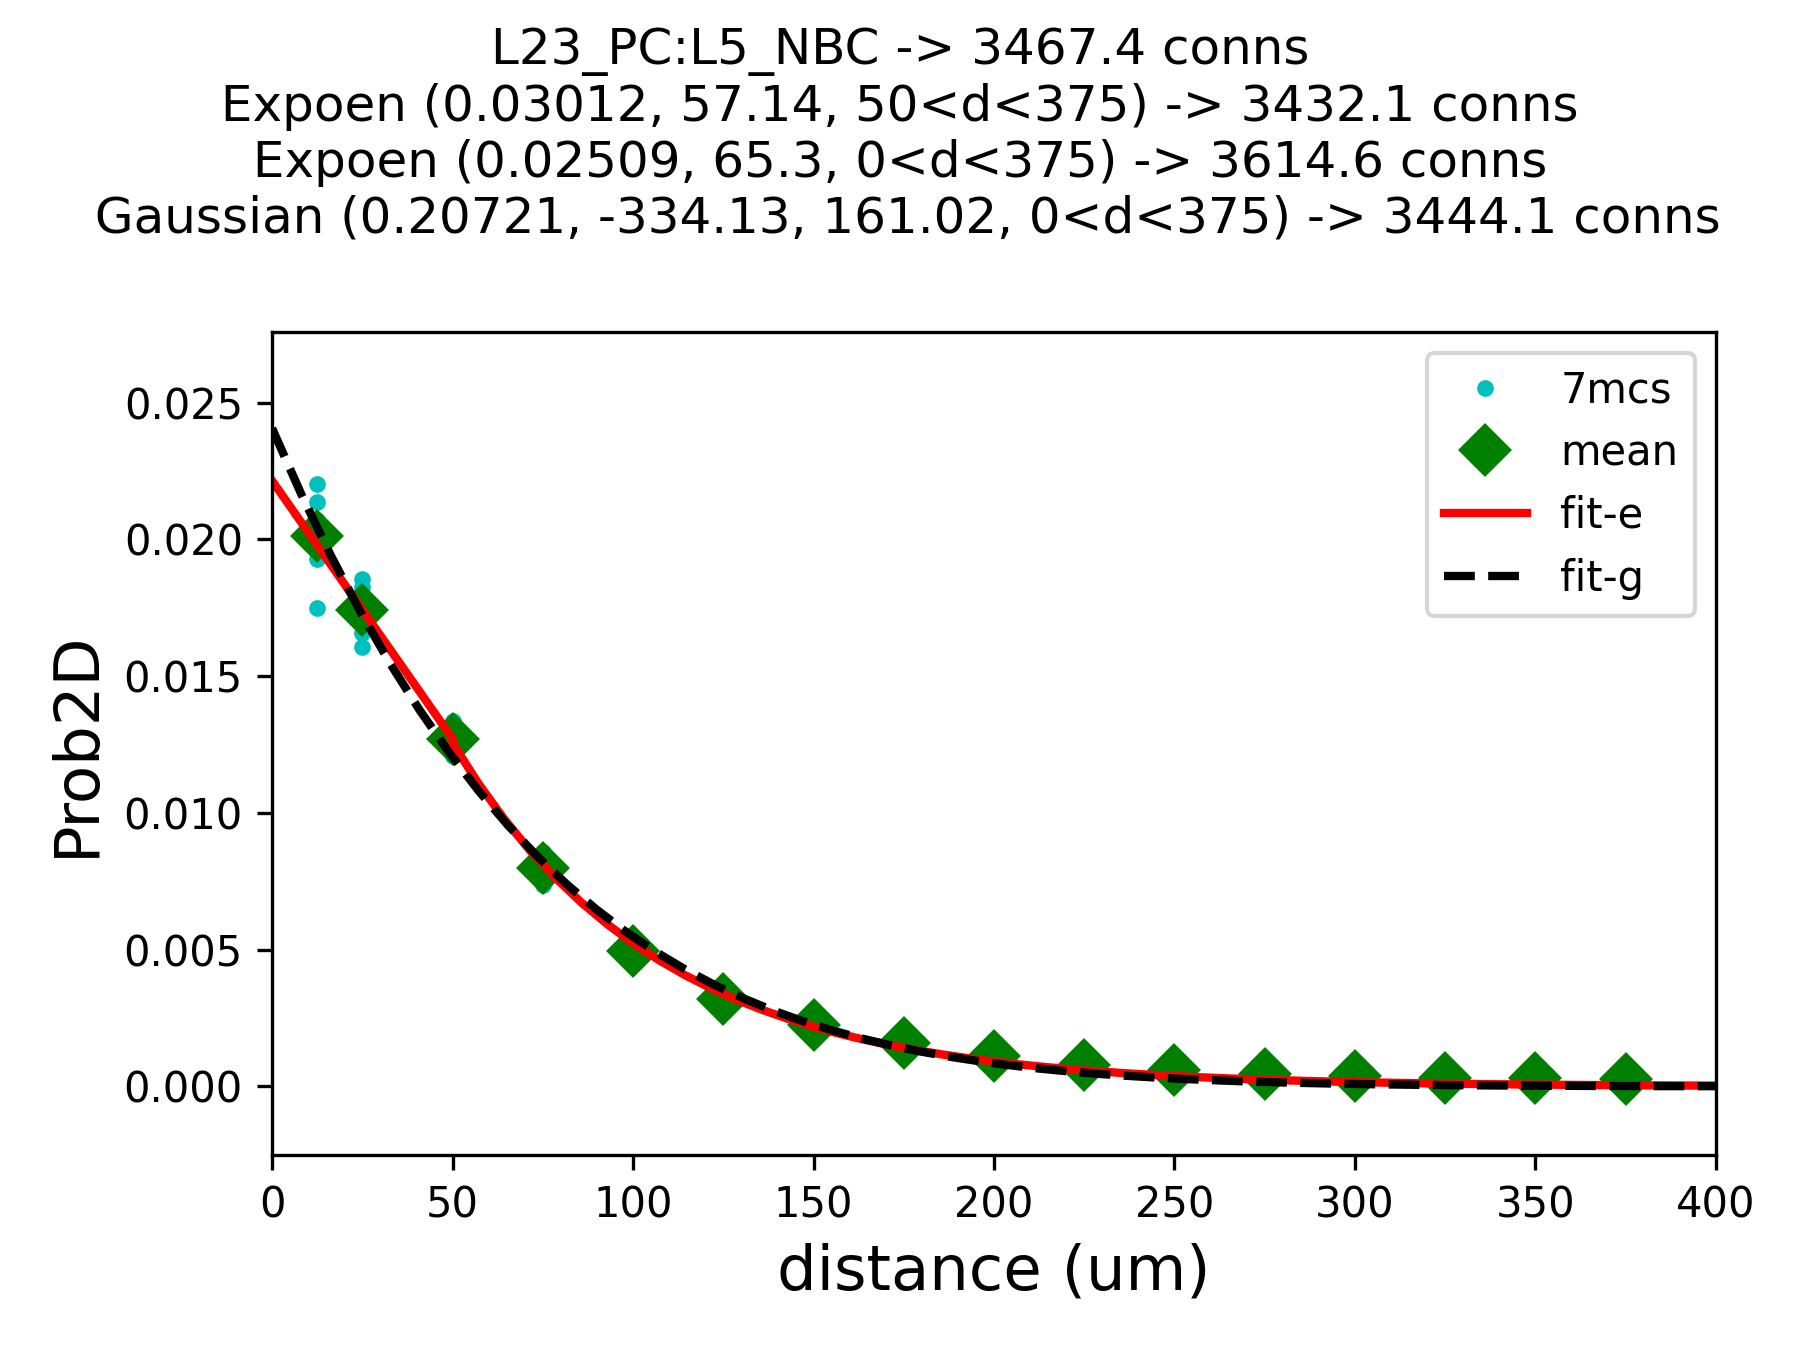 L23_PC:L5_NBC -> 3467.4 conns
Expoen (0.03012, 57.14, 50<d<375) -> 3432.1 conns
Expoen (0.02509, 65.3, 0<d<375) -> 3614.6 conns
Gaussian (0.20721, -334.13, 161.02, 0<d<375) -> 3444.1 conns
7mcs
mean
fit-e
fit-g
Prob2D
0.025
0.020
0.015
0.010
0.005
0.000
0 50 100 150 200 250 300 350 400
distance (um)